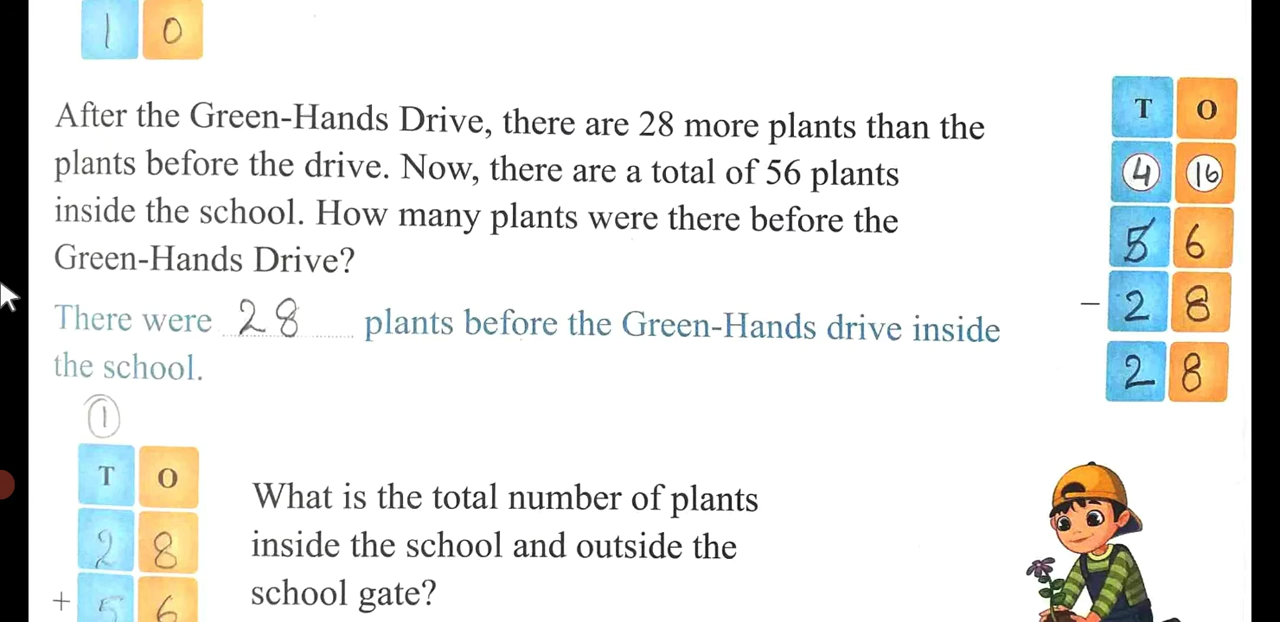 1 0
After the Green-Hands Drive, there are 28 more plants than the
plants before the drive. Now, there are a total of 56 plants
inside the school. How many plants were there before the
Green-Hands Drive?
There were 28 plants before the Green-Hands drive inside
the school.
T O
4 16
5 6
− 2 8
2 8
1
T O
2 8
+ 5 6
What is the total number of plants
inside the school and outside the
school gate?